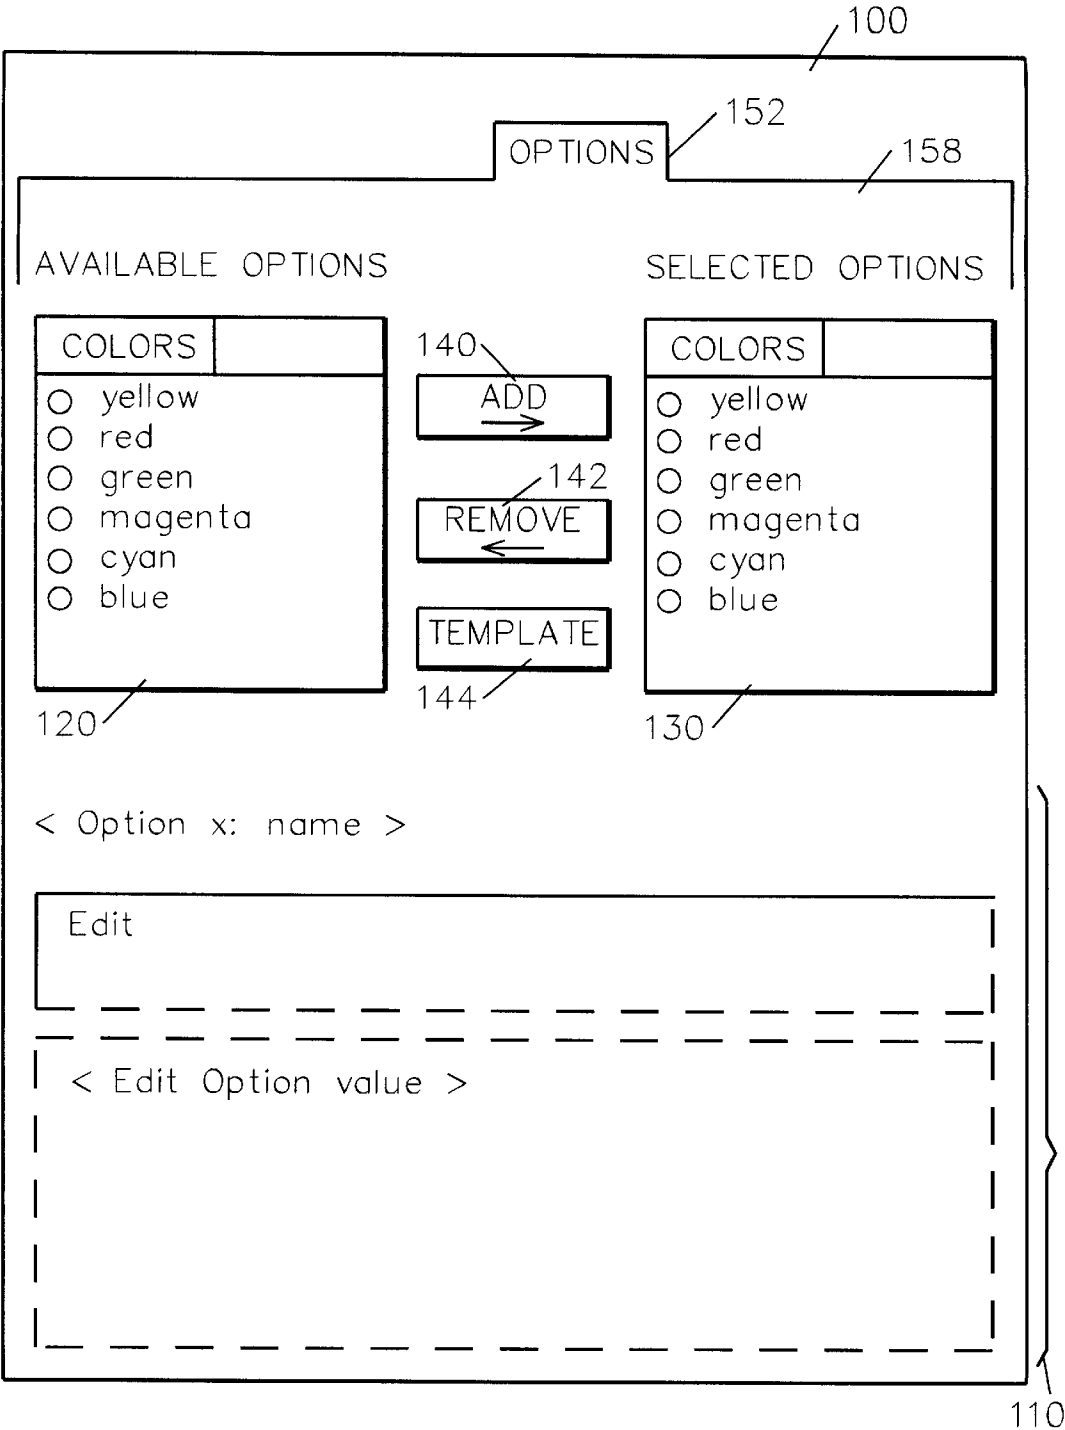 100
152
OPTIONS
158
AVAILABLE OPTIONS
SELECTED OPTIONS
COLORS
yellow
red
green
magenta
cyan
blue
120
140
ADD
142
REMOVE
TEMPLATE
144
COLORS
yellow
red
green
magenta
cyan
blue
130
< Option x: name >
Edit
< Edit Option value >
110